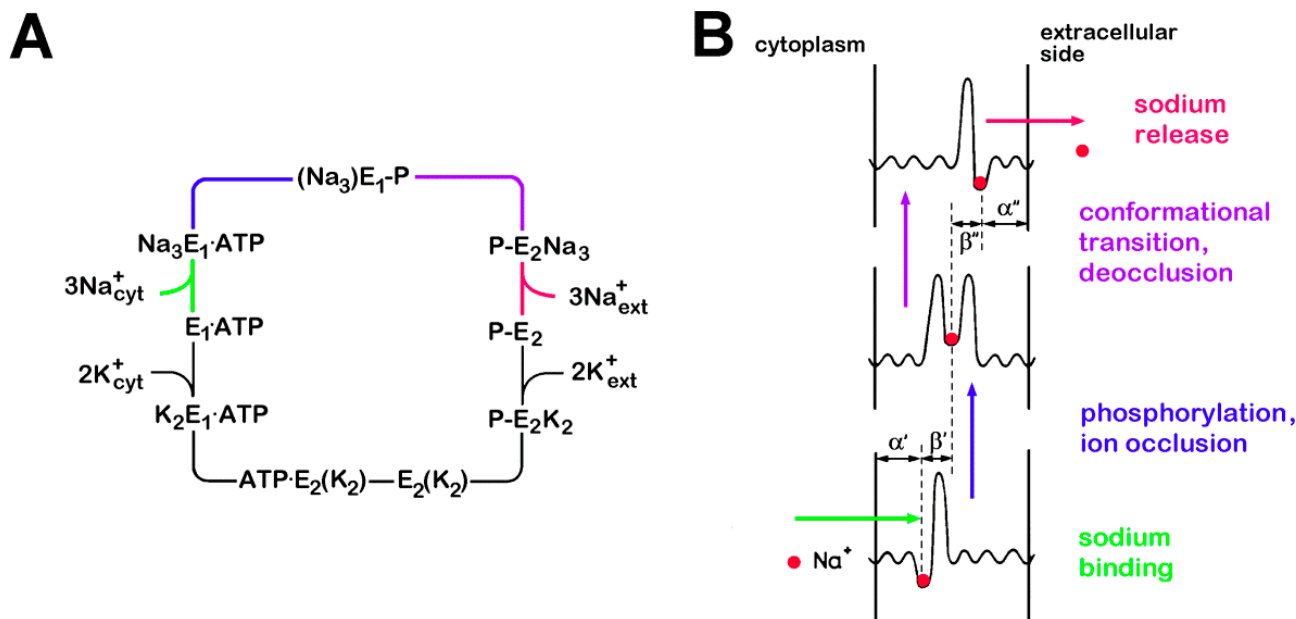 A
(Na₃)E₁-P
Na₃E₁·ATP
P-E₂Na₃
3Na⁺cyt
3Na⁺ext
E₁·ATP
P-E₂
2K⁺cyt
2K⁺ext
K₂E₁·ATP
P-E₂K₂
ATP·E₂(K₂)
E₂(K₂)
B
cytoplasm
extracellular
side
sodium
release
α"
β"
conformational
transition,
deocclusion
phosphorylation,
ion occlusion
α'
β'
Na⁺
sodium
binding